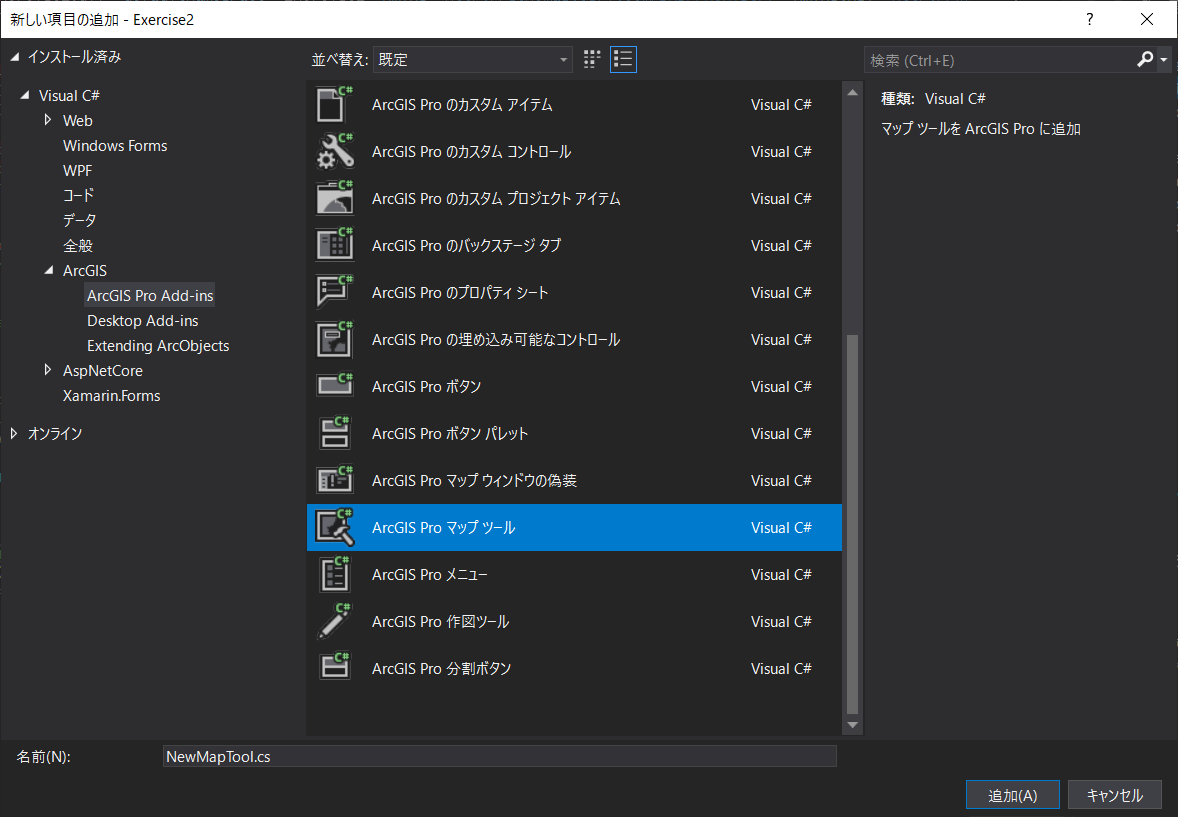 新しい項目の追加 - Exercise2
?
インストール済み
並べ替え: 既定
検索 (Ctrl+E)
Visual C#
Web
Windows Forms
WPF
コード
データ
全般
ArcGIS
ArcGIS Pro Add-ins
Desktop Add-ins
Extending ArcObjects
AspNetCore
Xamarin.Forms
オンライン
ArcGIS Pro のカスタム アイテム Visual C#
ArcGIS Pro のカスタム コントロール Visual C#
ArcGIS Pro のカスタム プロジェクト アイテム Visual C#
ArcGIS Pro のバックステージ タブ Visual C#
ArcGIS Pro のプロパティ シート Visual C#
ArcGIS Pro の埋め込み可能なコントロール Visual C#
ArcGIS Pro ボタン Visual C#
ArcGIS Pro ボタン パレット Visual C#
ArcGIS Pro マップ ウィンドウの偽装 Visual C#
ArcGIS Pro マップ ツール Visual C#
ArcGIS Pro メニュー Visual C#
ArcGIS Pro 作図ツール Visual C#
ArcGIS Pro 分割ボタン Visual C#
種類: Visual C#
マップ ツールを ArcGIS Pro に追加
名前(N): NewMapTool.cs
追加(A) キャンセル